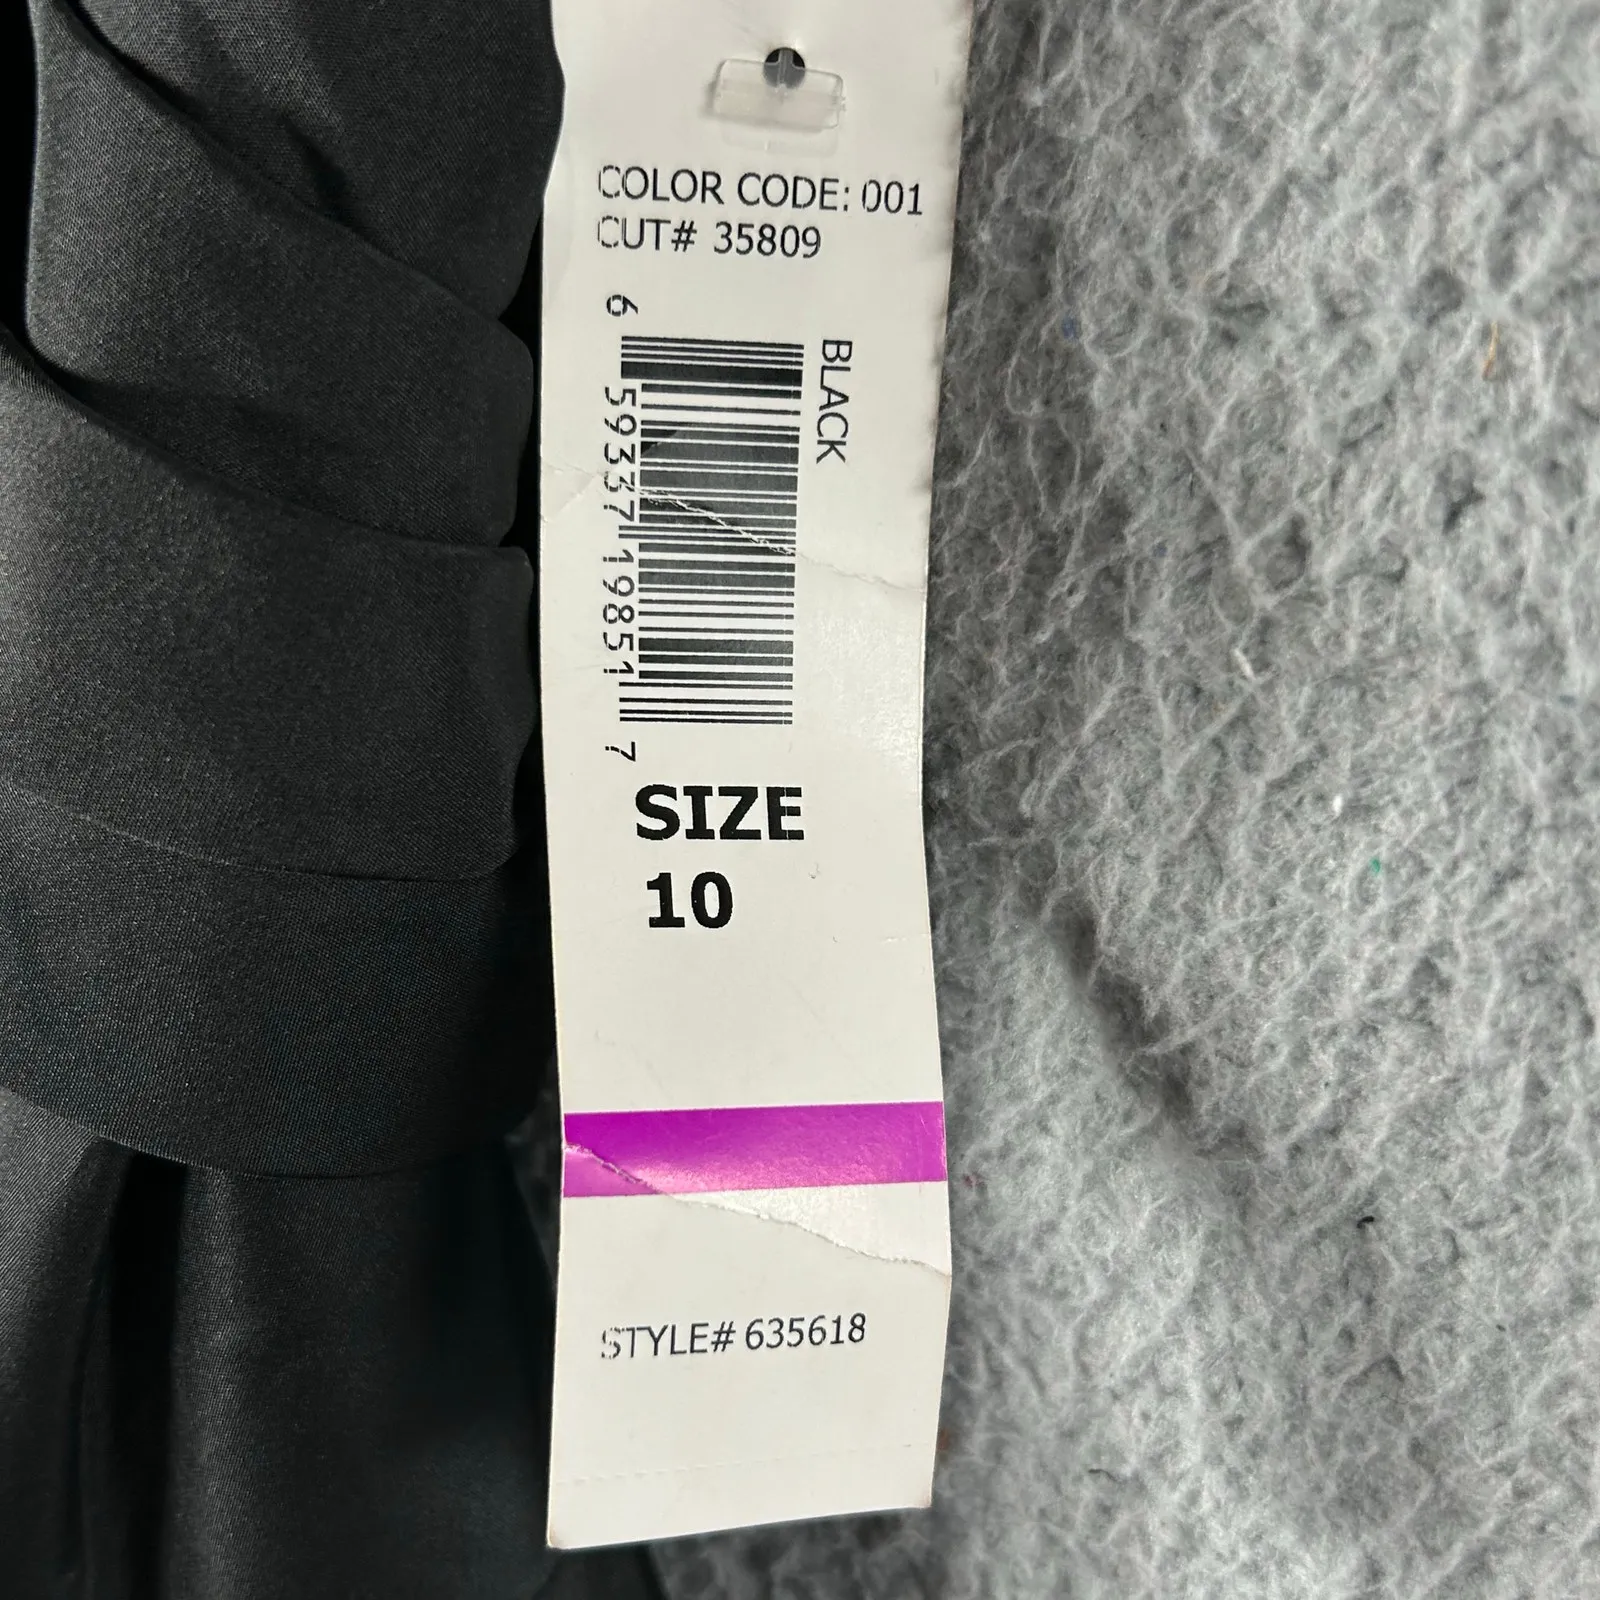 COLOR CODE: 001
CUT# 35809
BLACK
6 59337 19851 7
SIZE
10
STYLE# 635618